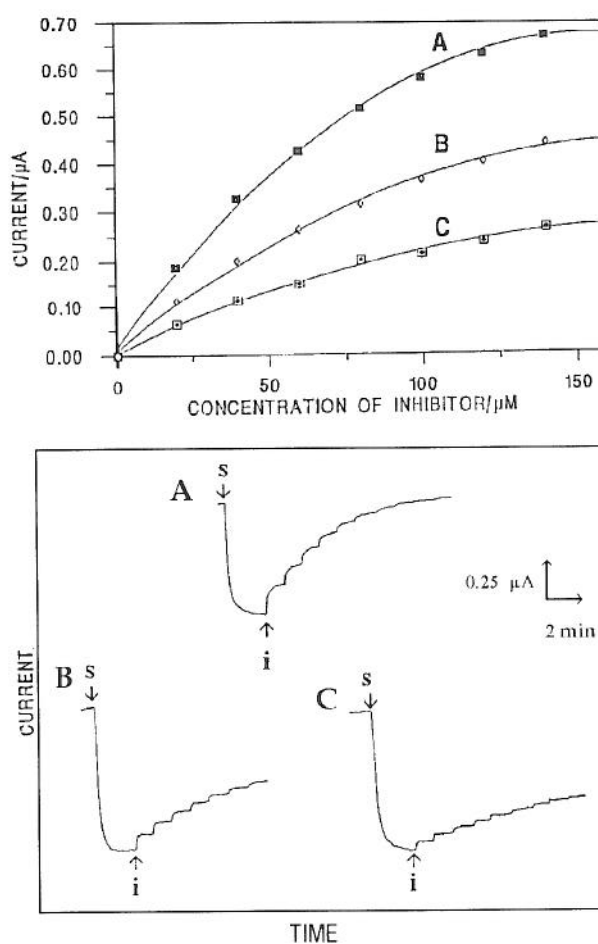 0.70
0.60
0.50
0.40
0.30
0.20
0.10
0.00
CURRENT/µA
A
B
C
0
50
100
150
CONCENTRATION OF INHIBITOR/µM
A
s
i
0.25 µA
2 min
B
s
i
C
s
i
CURRENT.
TIME